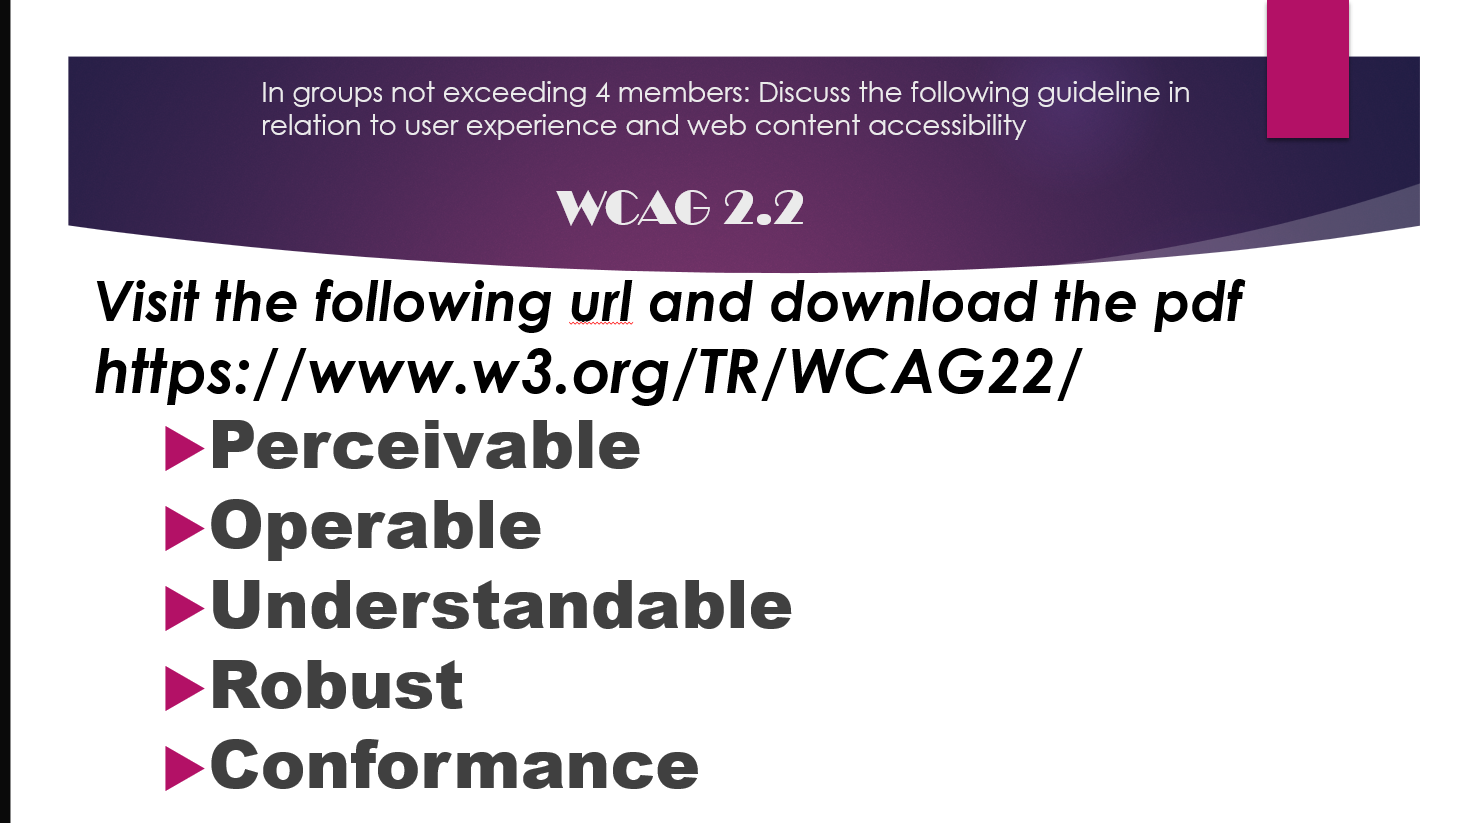 In groups not exceeding 4 members: Discuss the following guideline in
relation to user experience and web content accessibility
WCAG 2.2
Visit the following url and download the pdf
https://www.w3.org/TR/WCAG22/
Perceivable
Operable
Understandable
Robust
Conformance